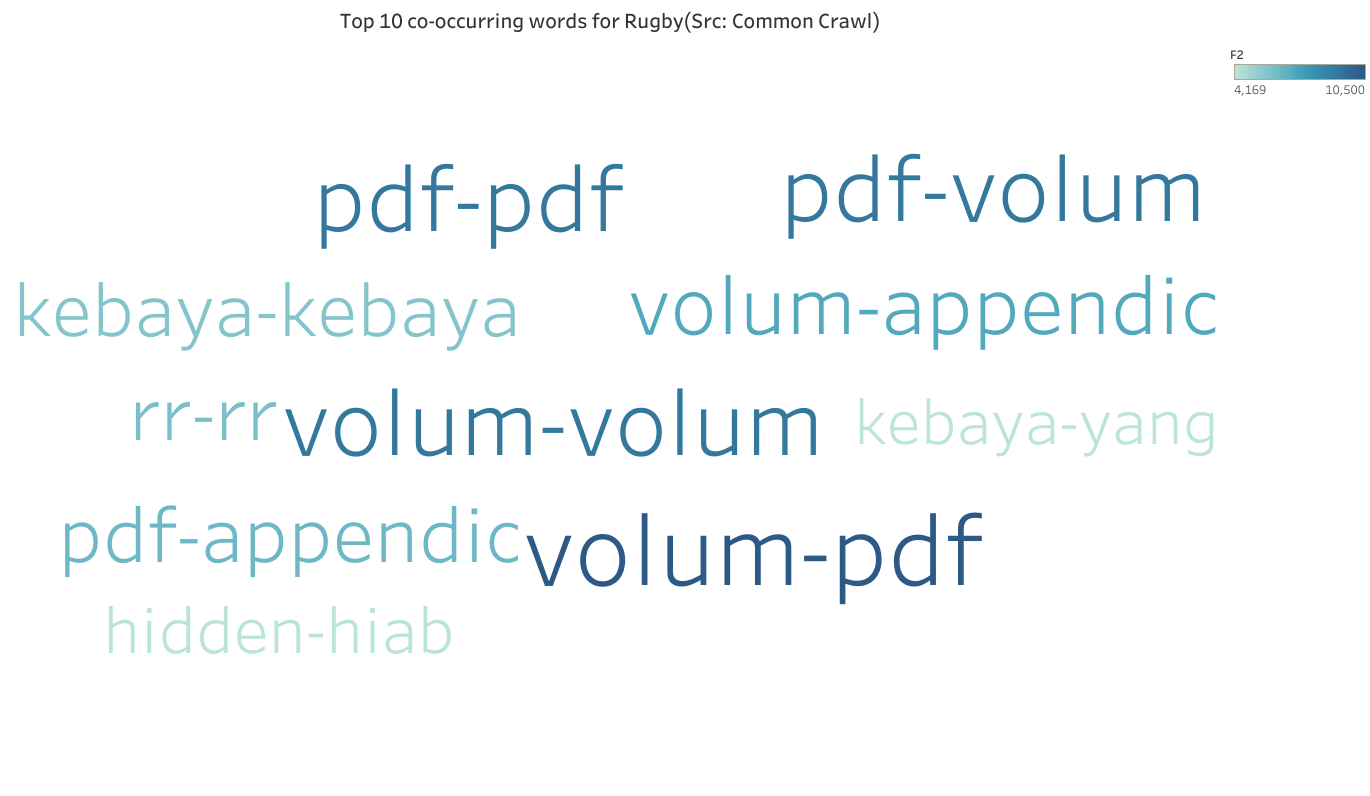 Top 10 co-occurring words for Rugby(Src: Common Crawl)
F2
4,169 10,500
pdf-pdf pdf-volum
kebaya-kebaya volum-appendic
rr-rr volum-volum kebaya-yang
pdf-appendic volum-pdf
hidden-hiab